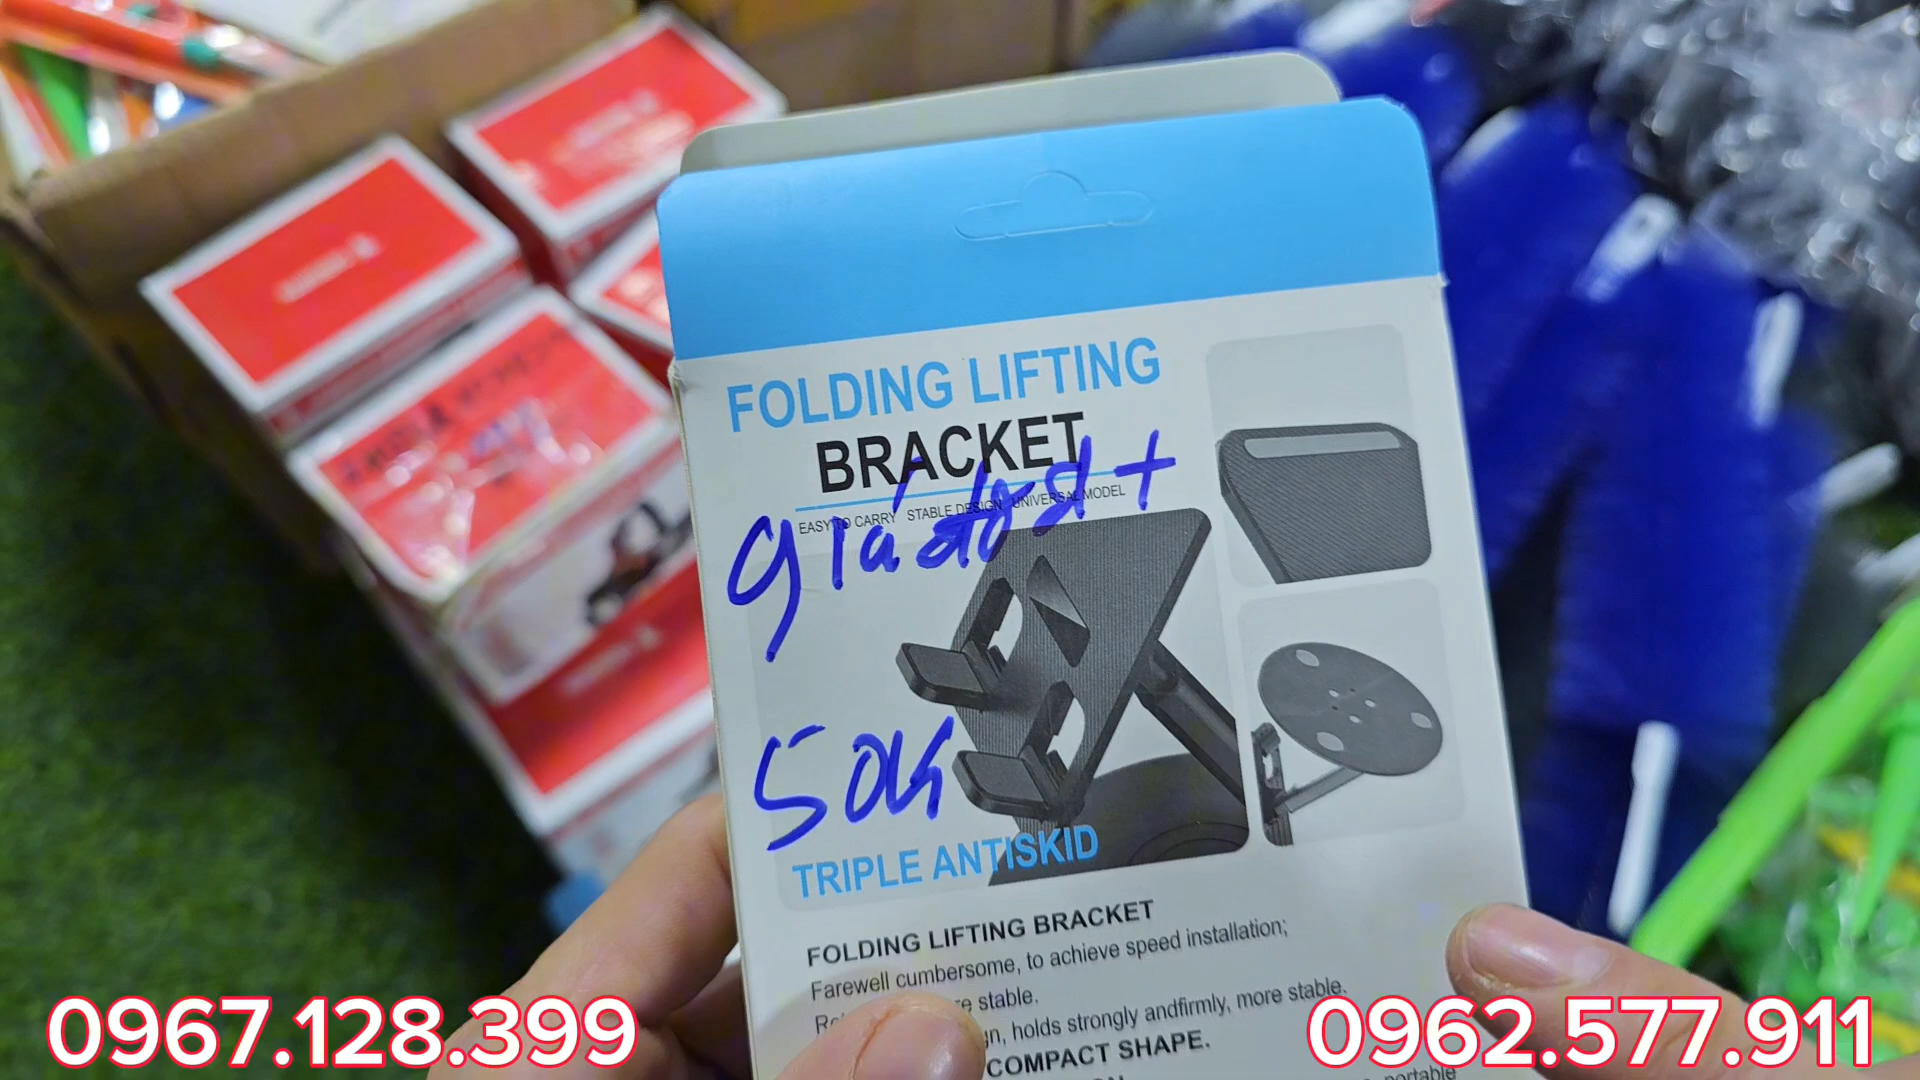 FOLDING LIFTING
BRACKET
EASY TO CARRY STABLE DESIGN UNIVERSAL MODEL
giá
50K
TRIPLE ANTISKID
FOLDING LIFTING BRACKET
Farewell cumbersome, to achieve speed installation;
re stable.
gn, holds strongly andfirmly, more stable.
COMPACT SHAPE.
portable
0967.128.399
0962.577.911